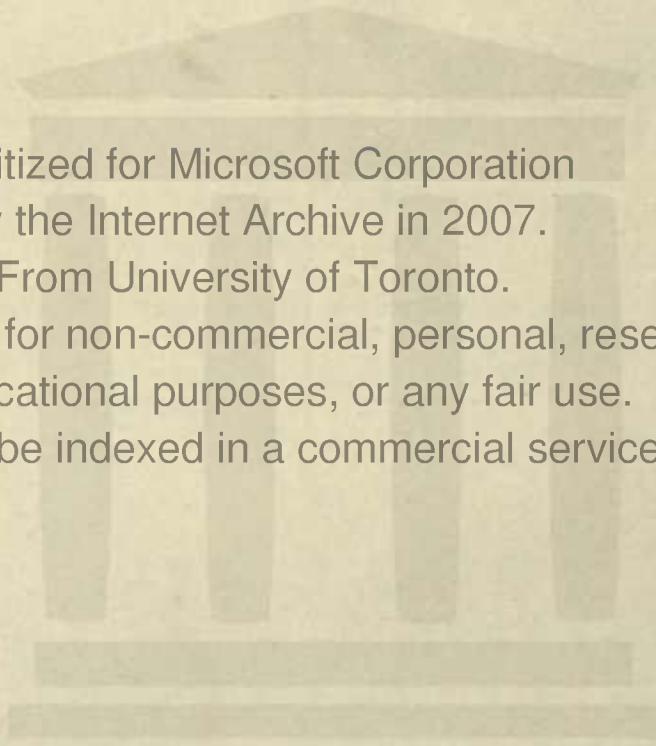 itized for Microsoft Corporation
the Internet Archive in 2007.
From University of Toronto.
for non-commercial, personal, rese
cational purposes, or any fair use.
be indexed in a commercial service